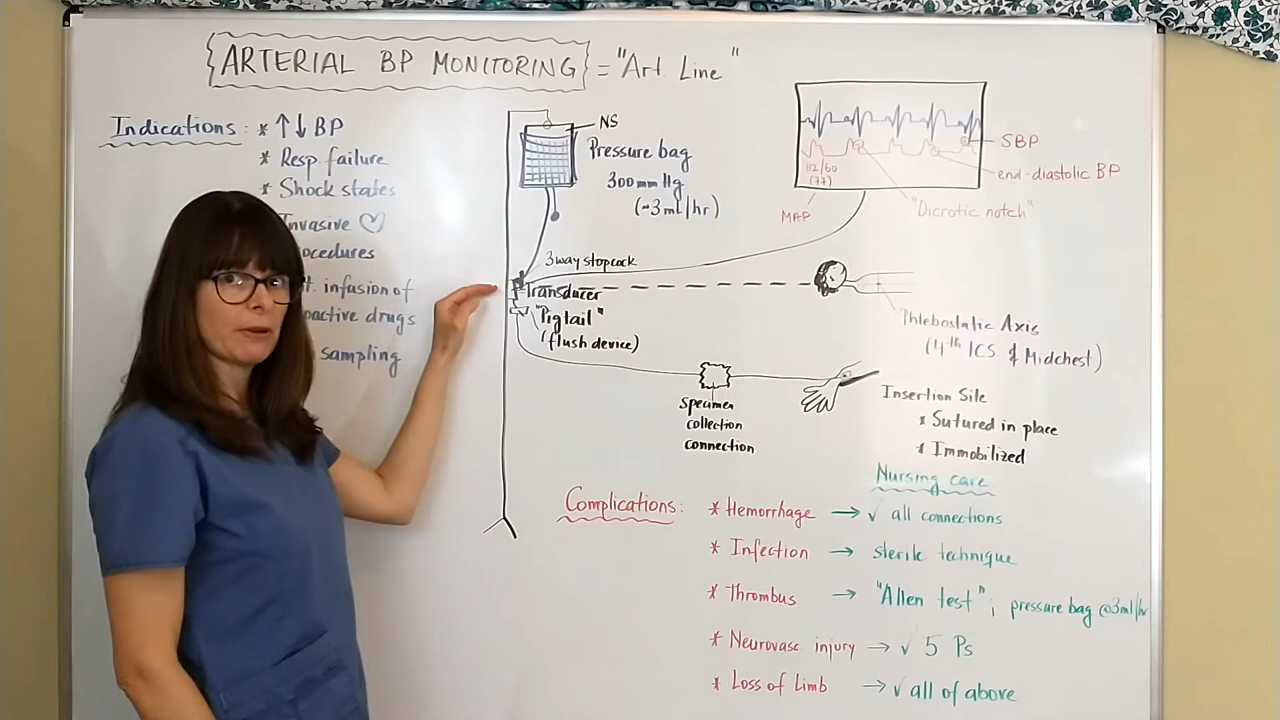 ARTERIAL BP MONITORING = "Art Line"
Indications: * ↑↓ BP
* Resp. failure
* Shock states
Invasive ♡
ocedures
t. infusion of
oactive drugs
sampling
NS
Pressure bag
300 mmHg
(~3ml/hr)
3 way stopcock
Transducer
"Pigtail"
(flush device)
Specimen
collection
connection
112/60
(77)
MAP
SBP
end-diastolic BP
"Dicrotic notch"
Phlebostatic Axis
(4th ICS & Midchest)
Insertion Site
* Sutured in place
* Immobilized
Nursing care
Complications: * Hemorrhage → ✓ all connections
* Infection → sterile technique
* Thrombus → "Allen test"; pressure bag @3ml/hr
* Neurovasc. injury → ✓ 5 Ps
* Loss of Limb → ✓ all of above